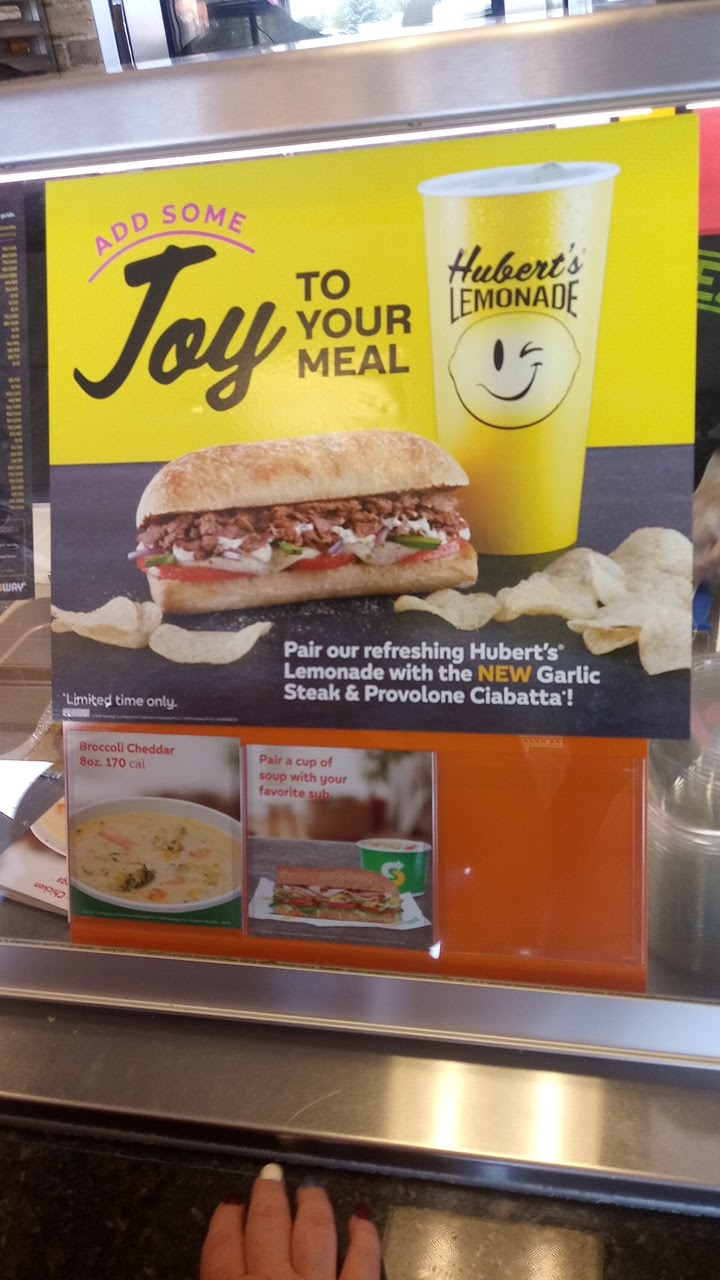 ADD SOME
Joy TO
YOUR
MEAL
Hubert's
LEMONADE
Pair our refreshing Hubert's®
Lemonade with the NEW Garlic
Steak & Provolone Ciabatta*!
*Limited time only.
Broccoli Cheddar
8oz. 170 cal
Pair a cup of
soup with your
favorite sub.